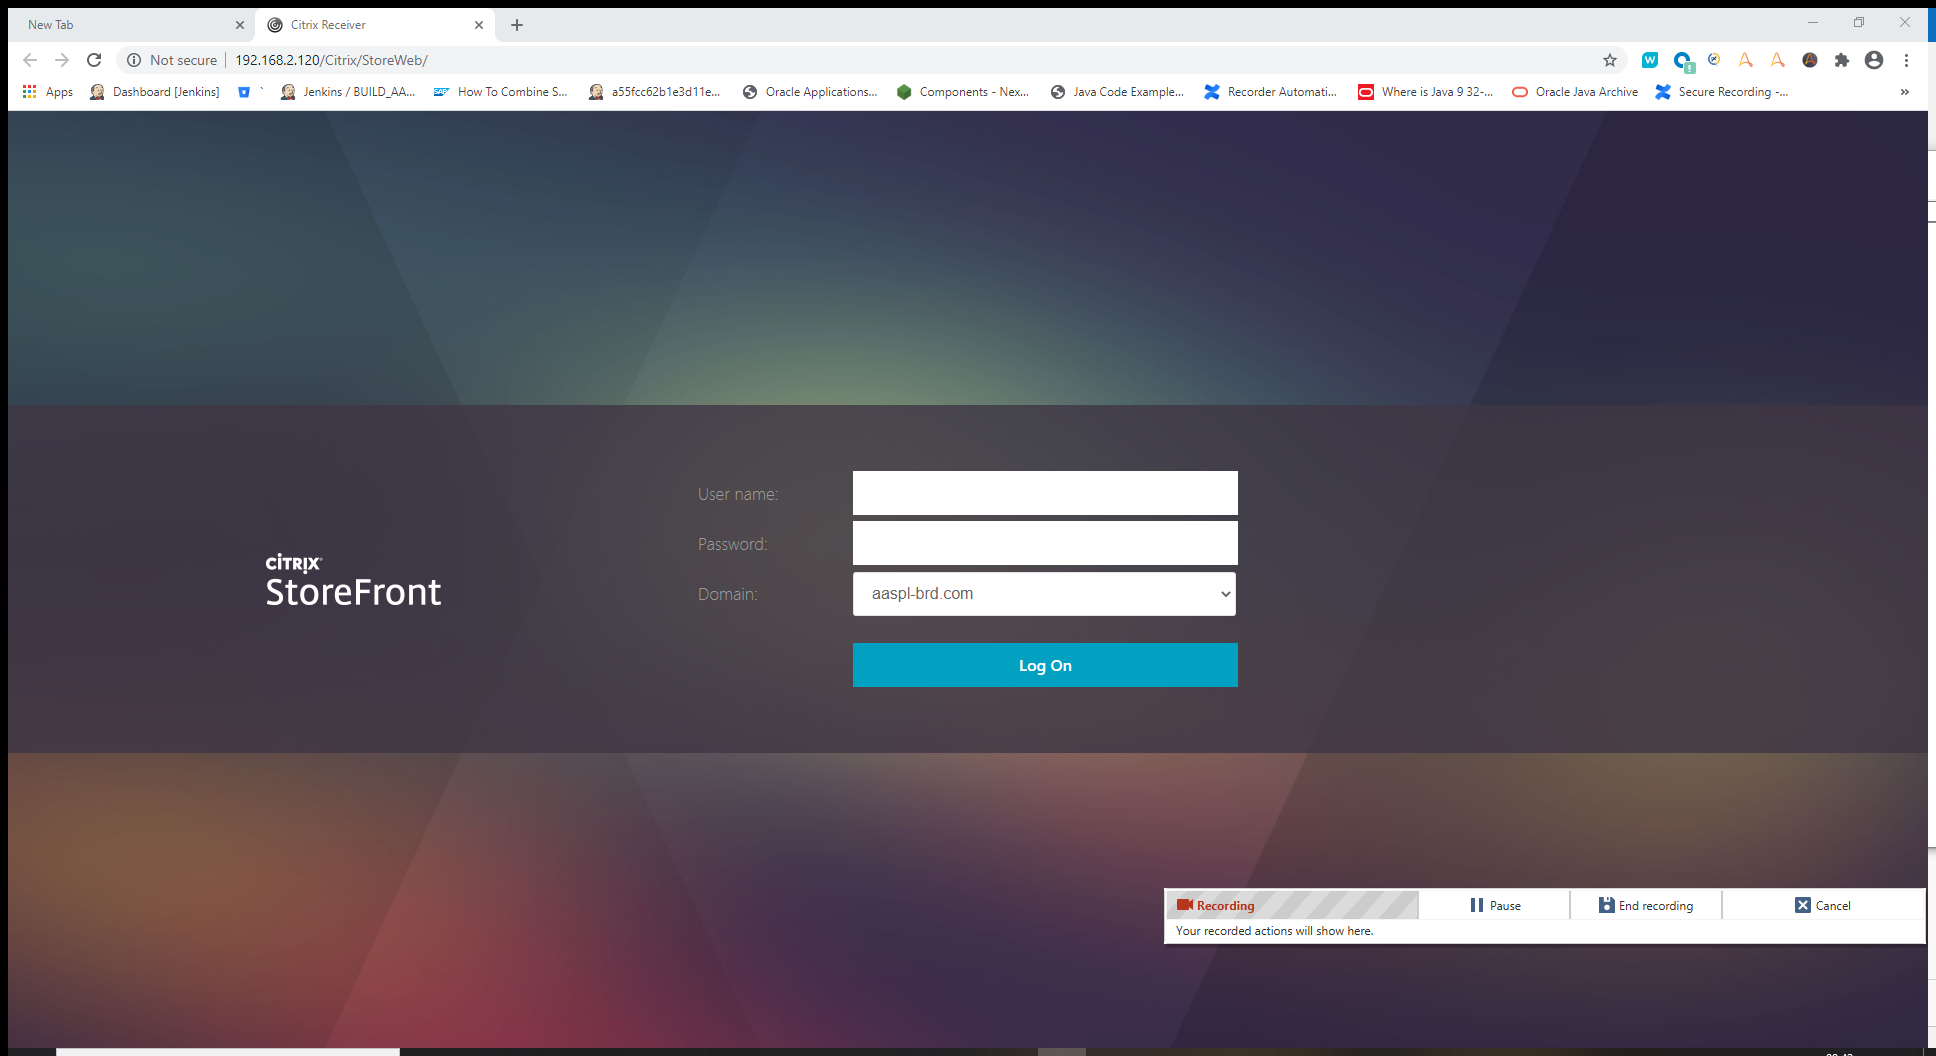 New Tab
Citrix Receiver
Not secure 192.168.2.120/Citrix/StoreWeb/
Apps Dashboard [Jenkins] ` Jenkins / BUILD_AA... How To Combine S... a55fcc62b1e3d11e... Oracle Applications... Components - Nex... Java Code Example... Recorder Automati... Where is Java 9 32-... Oracle Java Archive Secure Recording -... »
User name:
Password:
CİTRIX
StoreFront
Domain: aaspl-brd.com
Log On
Recording Pause End recording Cancel
Your recorded actions will show here.